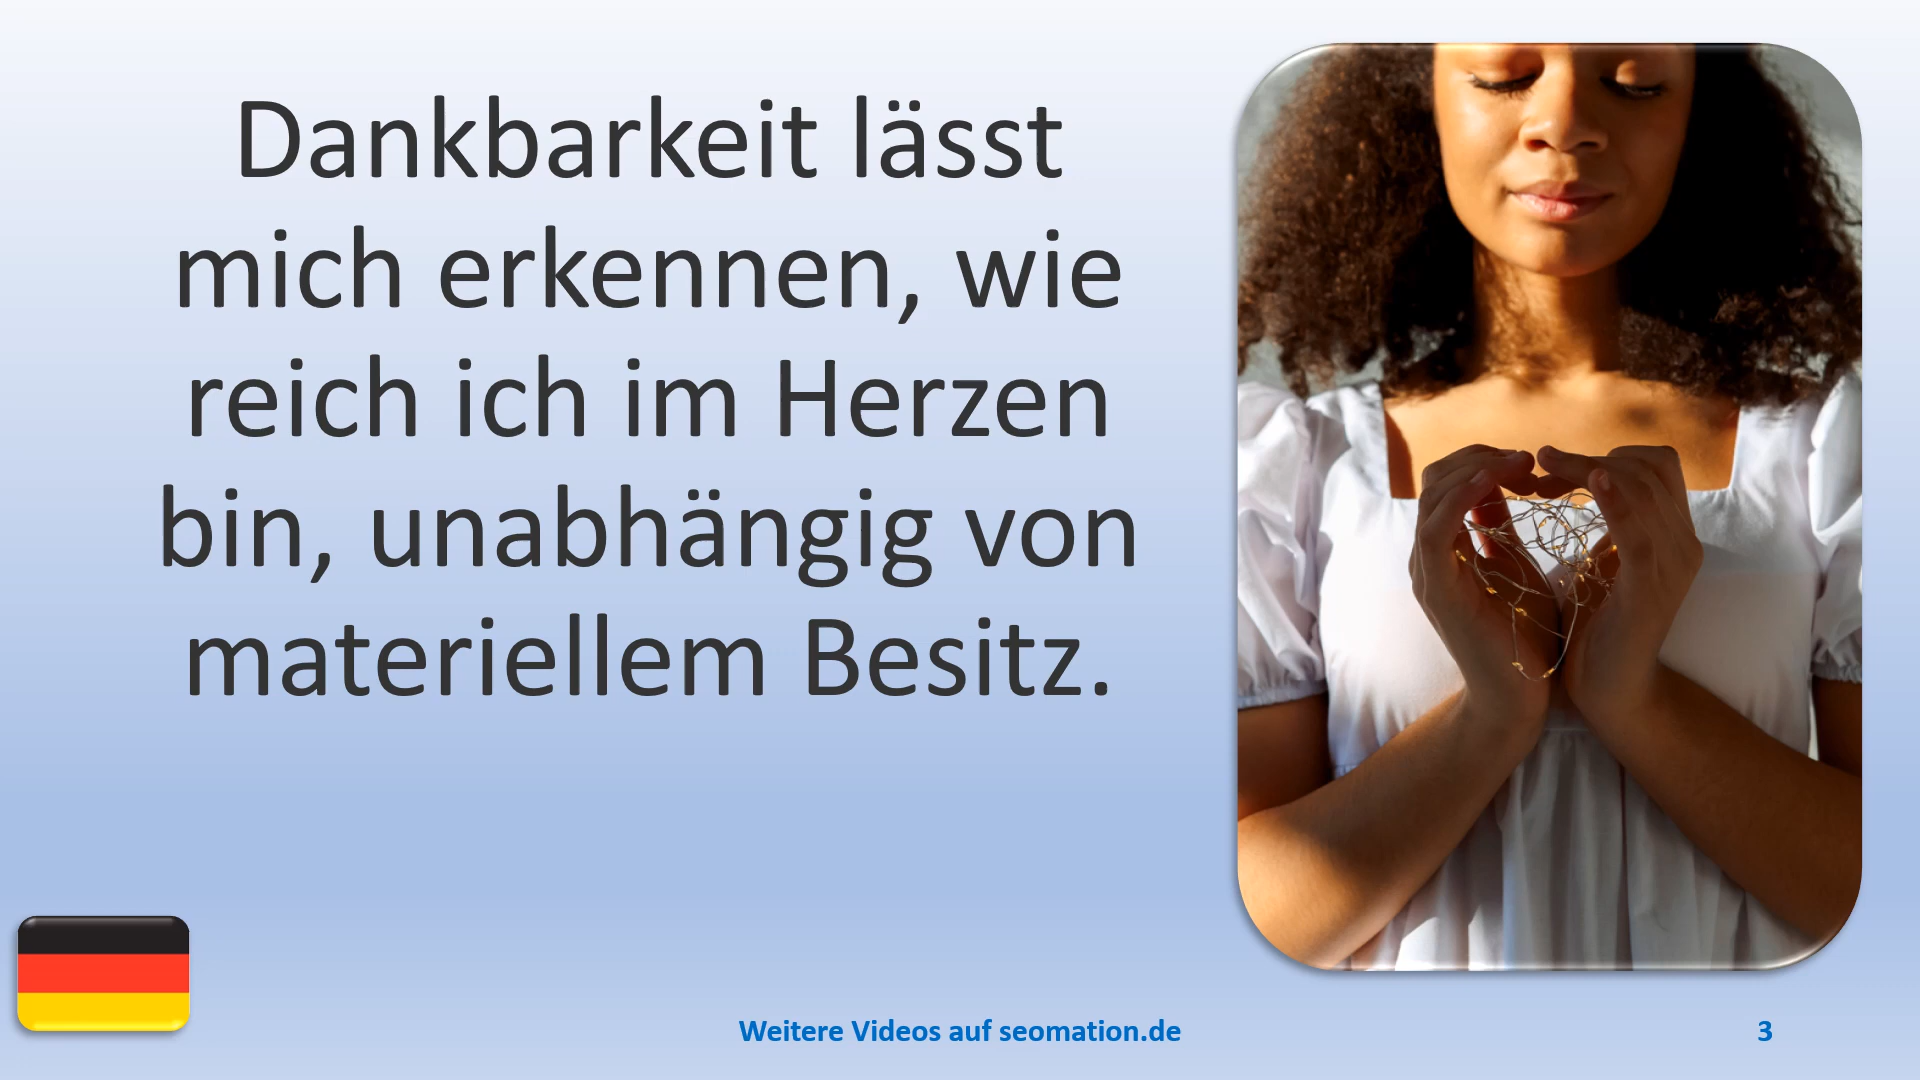 Dankbarkeit lässt
mich erkennen, wie
reich ich im Herzen
bin, unabhängig von
materiellem Besitz.
Weitere Videos auf seomation.de
3